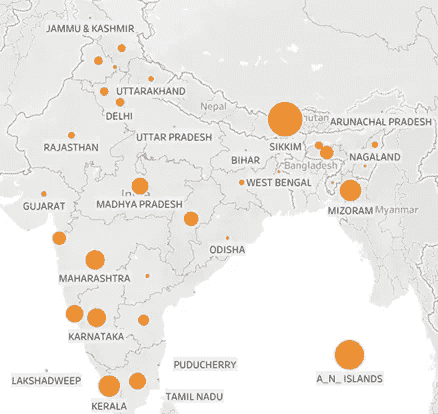 JAMMU & KASHMIR
UTTARAKHAND
Nepal
ARUNACHAL PRADESH
DELHI
UTTAR PRADESH
SIKKIM
RAJASTHAN
BIHAR
Bangladesh
NAGALAND
WEST BENGAL
GUJARAT
MADHYA PRADESH
MIZORAM
Myanmar
ODISHA
MAHARASHTRA
KARNATAKA
PUDUCHERRY
LAKSHADWEEP
A_N_ ISLANDS
TAMIL NADU
KERALA